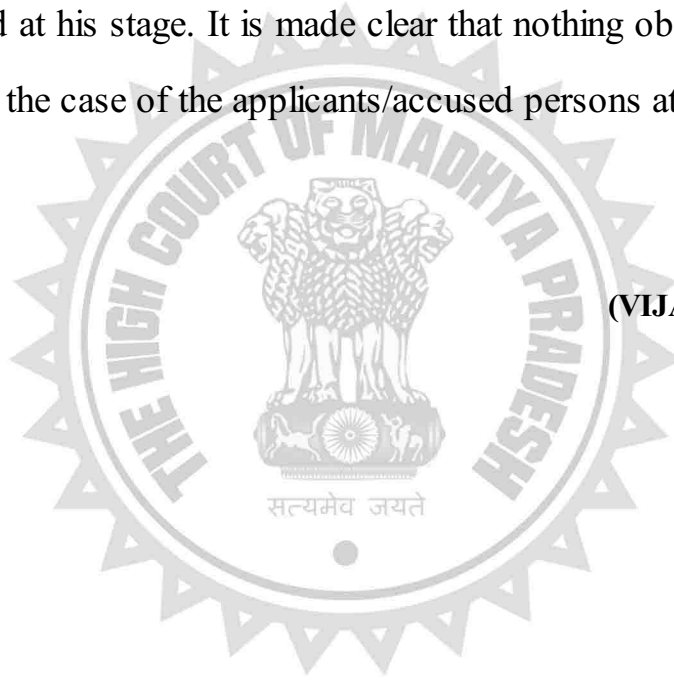 d at his stage. It is made clear that nothing ob
the case of the applicants/accused persons at
THE HIGH COURT OF MADHYA PRADESH
(VIJA
सत्यमेव जयते